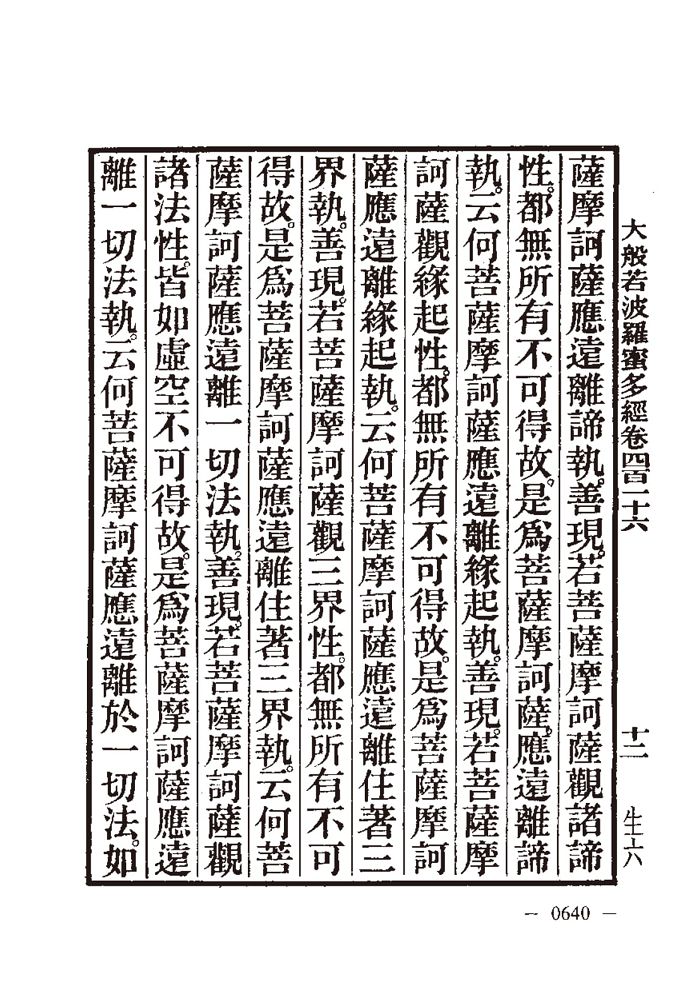 大般若波羅蜜多經卷四百一十六 十二 生六
薩摩訶薩應遠離諦執。善現。若菩薩摩訶薩觀諸諦
性。都無所有不可得故。是爲菩薩摩訶薩。應遠離諦
執。云何菩薩摩訶薩應遠離緣起執。善現。若菩薩摩
訶薩觀緣起性。都無所有不可得故。是爲菩薩摩訶
薩應遠離緣起執。云何菩薩摩訶薩應遠離住著三
界執。善現。若菩薩摩訶薩觀三界性。都無所有不可
得故。是爲菩薩摩訶薩應遠離住著三界執。云何菩
薩摩訶薩應遠離一切法執。善現。若菩薩摩訶薩觀
諸法性。皆如虛空不可得故。是爲菩薩摩訶薩應遠
離一切法執。云何菩薩摩訶薩應遠離於一切法。如
— 0640 —